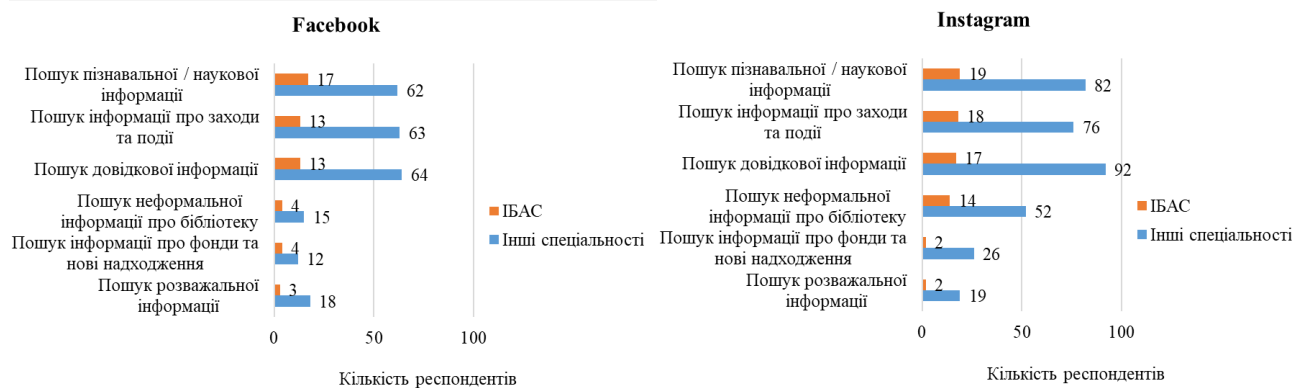 Facebook
Пошук пізнавальної / наукової
інформації
17
62
Пошук інформації про заходи
та події
13
63
Пошук довідкової інформації
13
64
Пошук неформальної
інформації про бібліотеку
4
15
Пошук інформації про фонди та
нові надходження
4
12
Пошук розважальної
інформації
3
18
ІБАС
Інші спеціальності
0
50
100
Кількість респондентів
Instagram
Пошук пізнавальної / наукової
інформації
19
82
Пошук інформації про заходи
та події
18
76
Пошук довідкової інформації
17
92
Пошук неформальної
інформації про бібліотеку
14
52
Пошук інформації про фонди та
нові надходження
2
26
Пошук розважальної
інформації
2
19
ІБАС
Інші спеціальності
0
50
100
Кількість респондентів